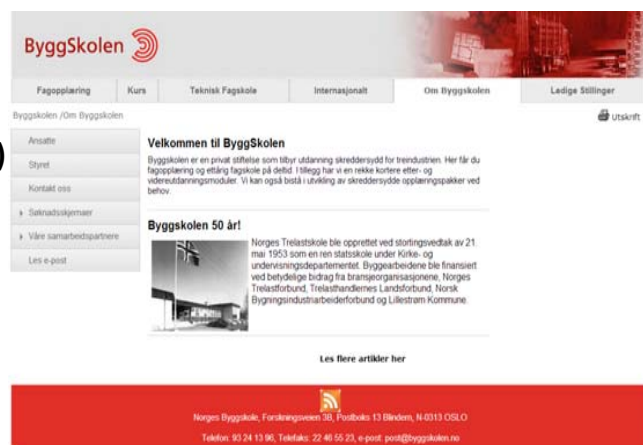 ByggSkolen
Fagopplæring Kurs Teknisk Fagskole Internasjonalt Om Byggskolen Ledige Stillinger
Byggskolen /Om Byggskolen
Utskrift
Ansatte
Styret
Kontakt oss
Søknadsskjemaer
Våre samarbeidspartnere
Les e-post
Velkommen til ByggSkolen
Byggskolen er en privat stiftelse som tilbyr utdanning skreddersydd for treindustrien. Her får du
fagopplæring og ettårig fagskole på deltid. I tillegg har vi en rekke kortere etter- og
videreutdanningsmoduler. Vi kan også bistå i utvikling av skreddersydde opplæringspakker ved
behov.
Byggskolen 50 år!
Norges Trelastskole ble opprettet ved stortingsvedtak av 21.
mai 1953 som en ren statsskole under Kirke- og
undervisningsdepartementet. Byggearbeidene ble finansiert
ved betydelige bidrag fra bransjeorganisasjonene, Norges
Trelastforbund, Trelasthandlernes Landsforbund, Norsk
Bygningsindustriarbeiderforbund og Lillestrøm Kommune.
Les flere artikler her
Norges Byggskole, Forskningsveien 3B, Postboks 13 Blindern, N-0313 OSLO
Telefon: 93 24 13 96, Telefaks: 22 46 55 23, e-post: post@byggskolen.no